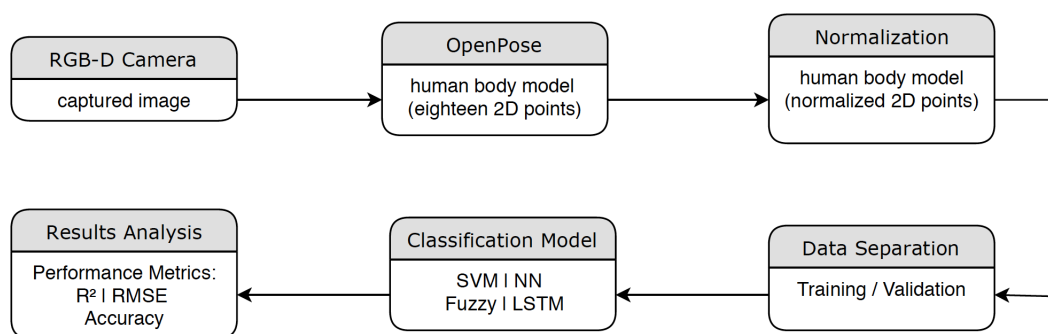 RGB-D Camera
captured image
OpenPose
human body model
(eighteen 2D points)
Normalization
human body model
(normalized 2D points)
Data Separation
Training / Validation
Classification Model
SVM | NN
Fuzzy | LSTM
Results Analysis
Performance Metrics:
R² | RMSE
Accuracy